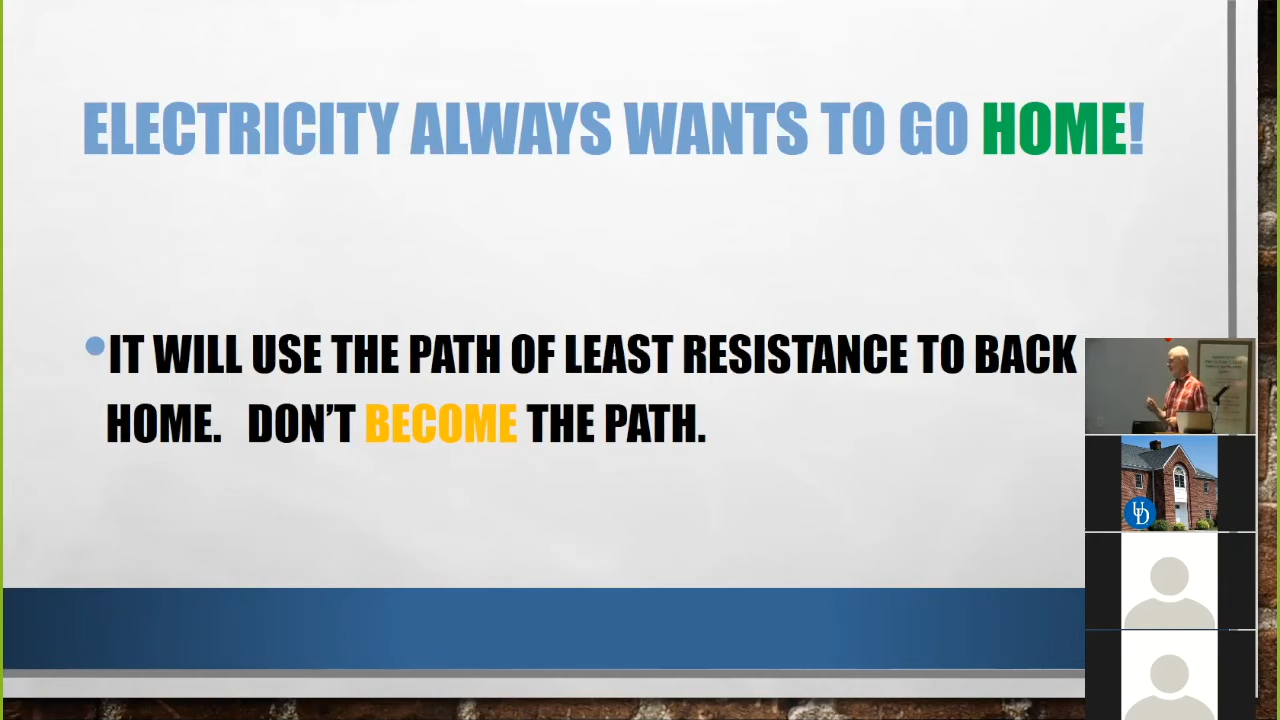 ELECTRICITY ALWAYS WANTS TO GO HOME!
•IT WILL USE THE PATH OF LEAST RESISTANCE TO BACK
HOME. DON'T BECOME THE PATH.
UD